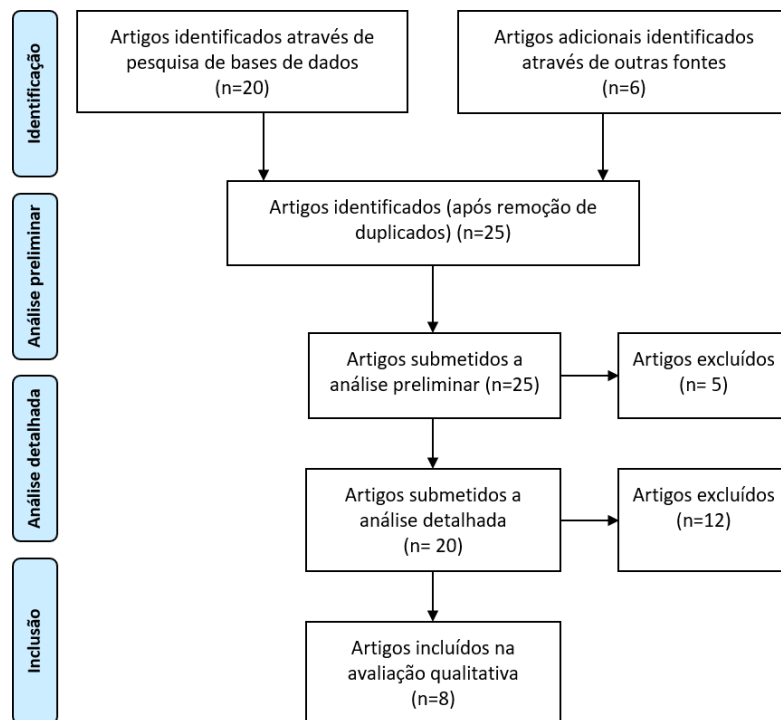 Identificação
Artigos identificados através de
pesquisa de bases de dados
(n=20)
Artigos adicionais identificados
através de outras fontes
(n=6)
Análise preliminar
Artigos identificados (após remoção de
duplicados) (n=25)
Artigos submetidos a
análise preliminar (n=25)
Artigos excluídos
(n= 5)
Análise detalhada
Artigos submetidos a
análise detalhada
(n= 20)
Artigos excluídos
(n=12)
Inclusão
Artigos incluídos na
avaliação qualitativa
(n=8)